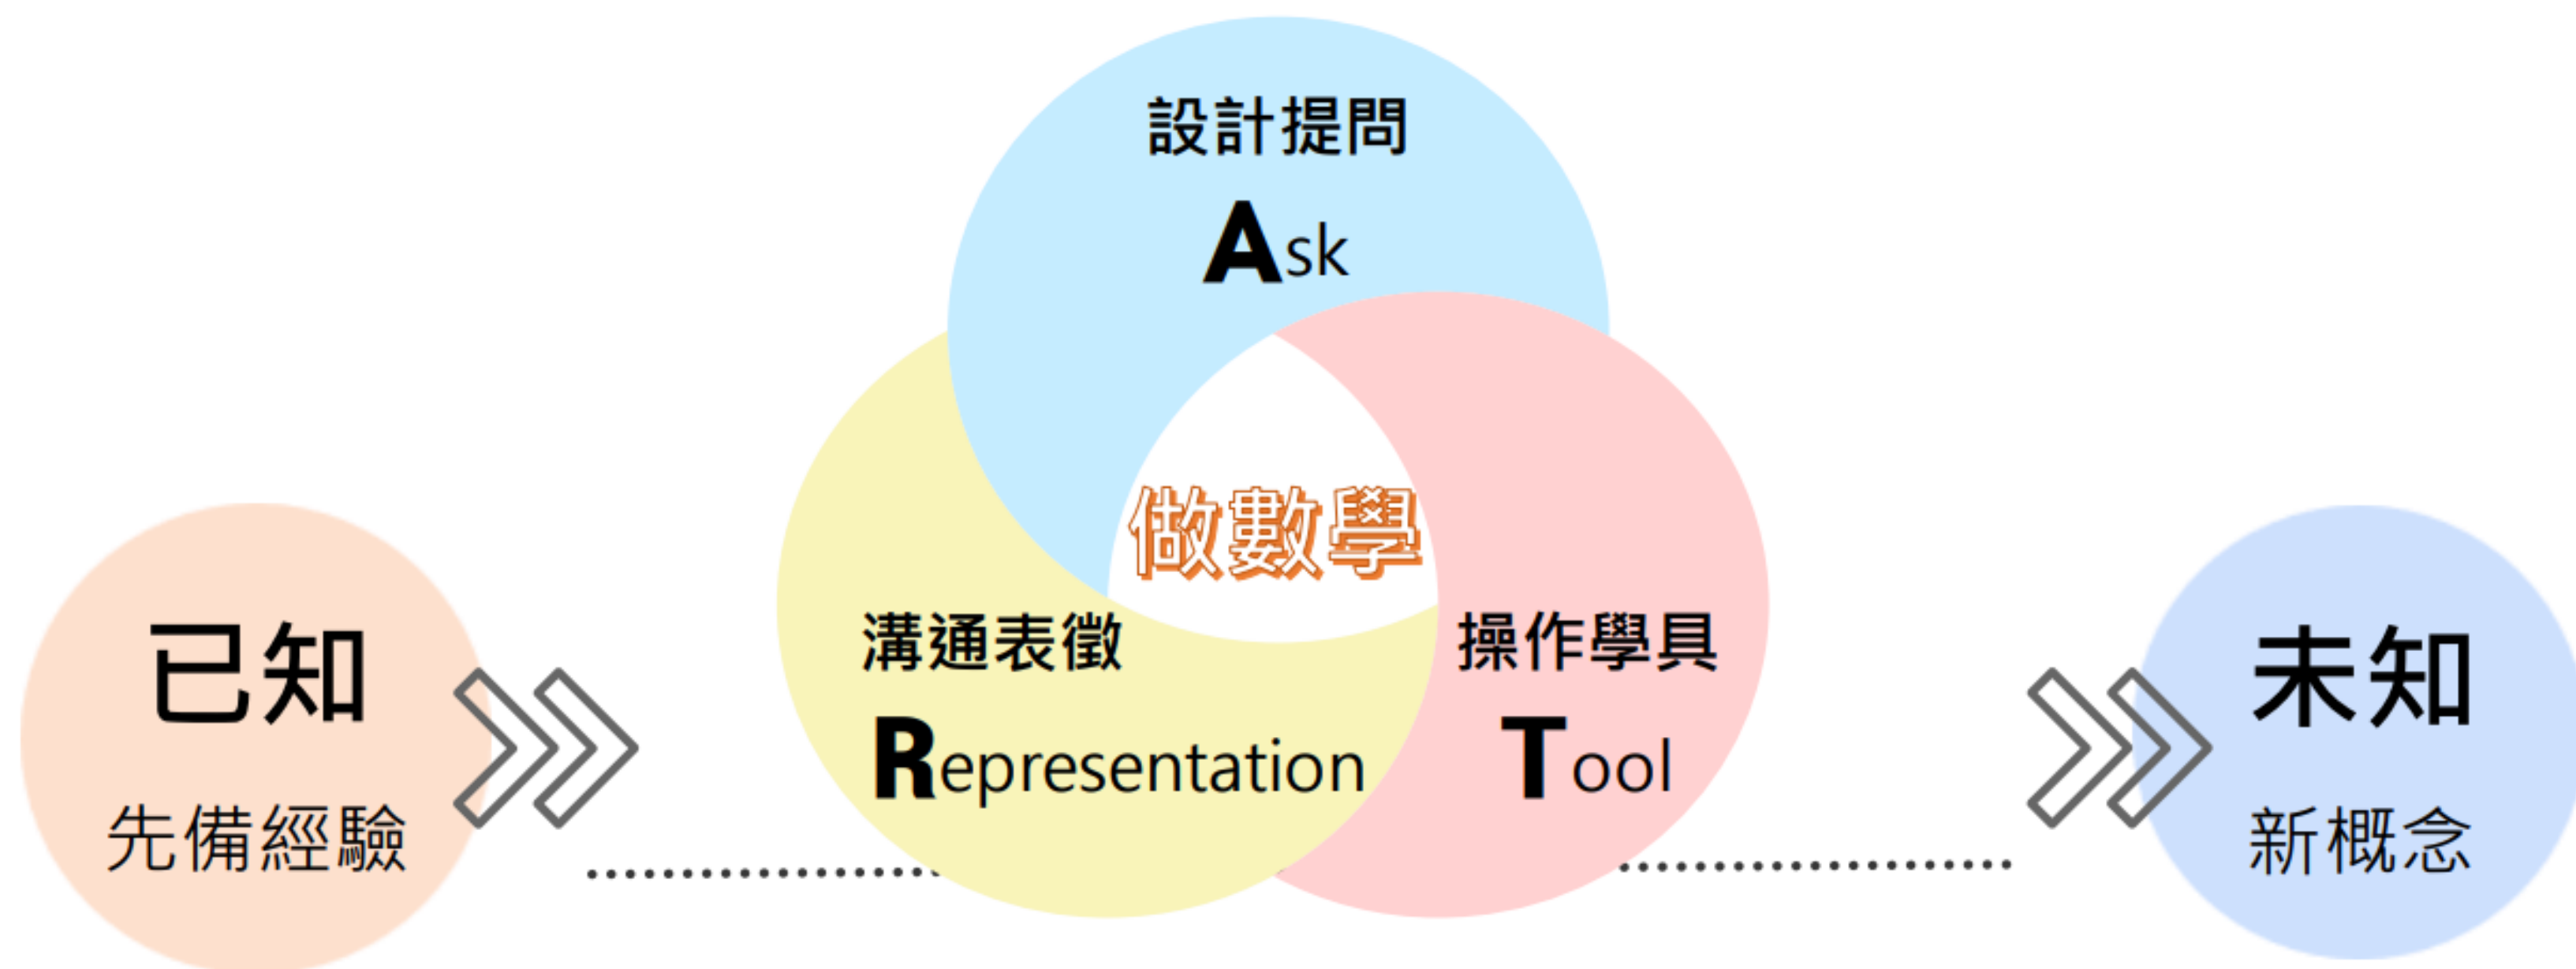 已知
先備經驗
設計提問
Ask
做數學
溝通表徵
Representation
操作學具
Tool
未知
新概念